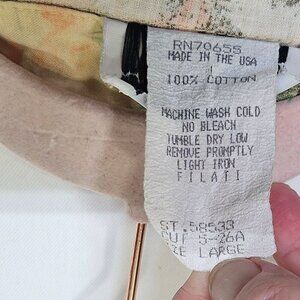 RN70655
MADE IN THE USA
100% COTTON
MACHINE WASH COLD
NO BLEACH
TUMBLE DRY LOW
REMOVE PROMPTLY
LIGHT IRON
FILATI
ST.58533
CUT 5-26A
LARGE